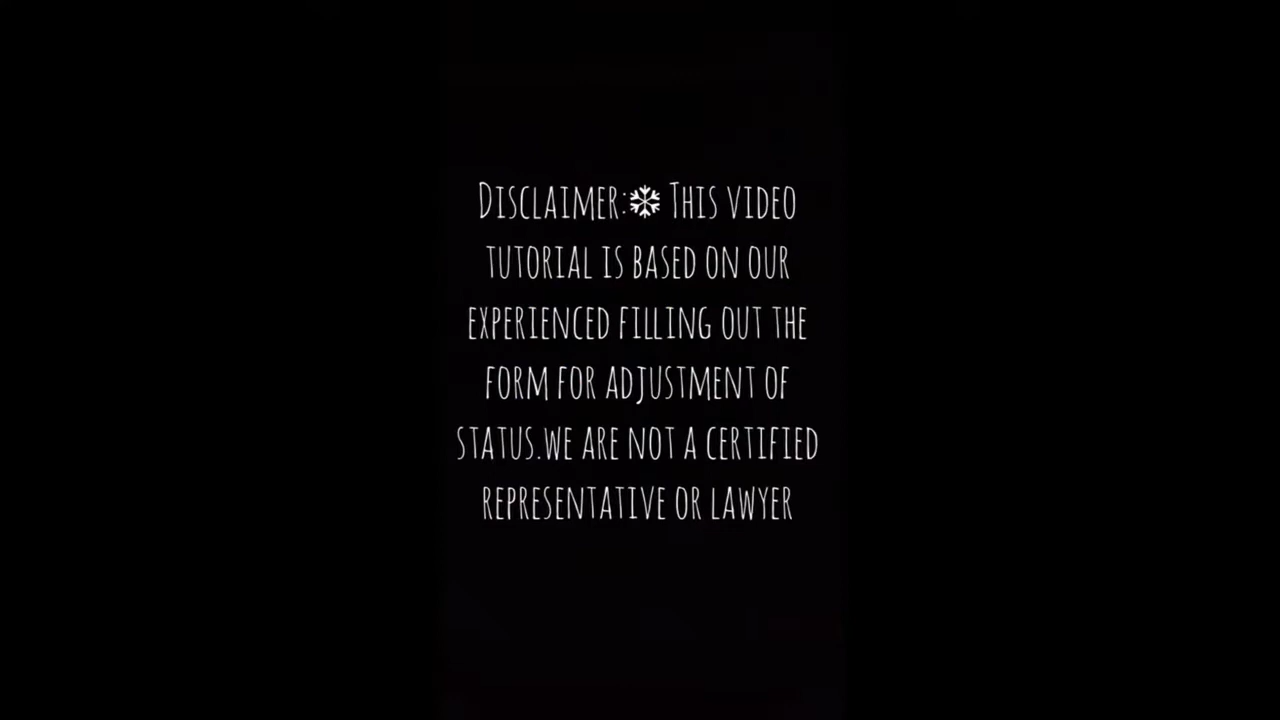 Disclaimer:❄ This video
tutorial is based on our
experienced filling out the
form for adjustment of
status.we are not a certified
representative or lawyer